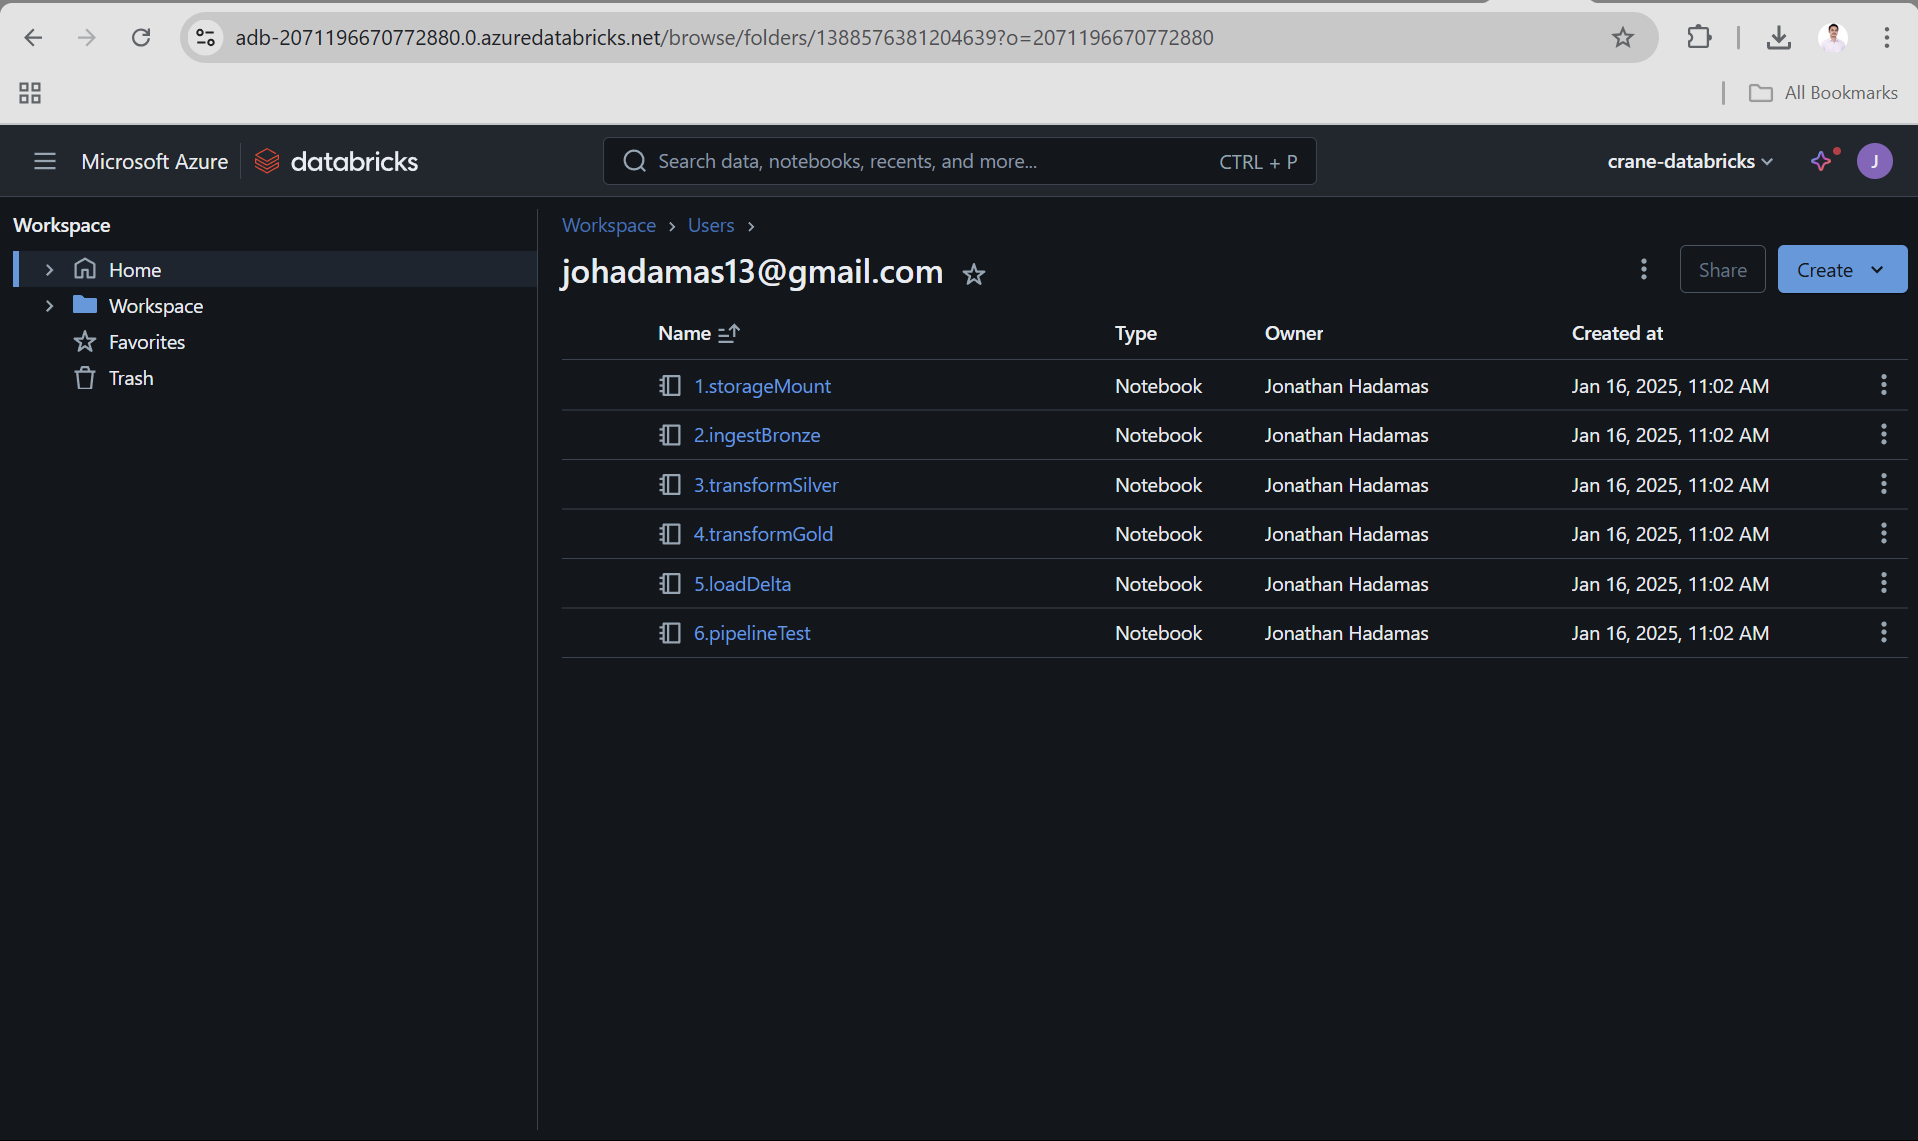 adb-2071196670772880.0.azuredatabricks.net/browse/folders/1388576381204639?o=2071196670772880
All Bookmarks
Microsoft Azure databricks Search data, notebooks, recents, and more... CTRL + P crane-databricks J
Workspace
Home
Workspace
Favorites
Trash
Workspace > Users >
johadamas13@gmail.com Share Create
Name Type Owner Created at
1.storageMount Notebook Jonathan Hadamas Jan 16, 2025, 11:02 AM
2.ingestBronze Notebook Jonathan Hadamas Jan 16, 2025, 11:02 AM
3.transformSilver Notebook Jonathan Hadamas Jan 16, 2025, 11:02 AM
4.transformGold Notebook Jonathan Hadamas Jan 16, 2025, 11:02 AM
5.loadDelta Notebook Jonathan Hadamas Jan 16, 2025, 11:02 AM
6.pipelineTest Notebook Jonathan Hadamas Jan 16, 2025, 11:02 AM